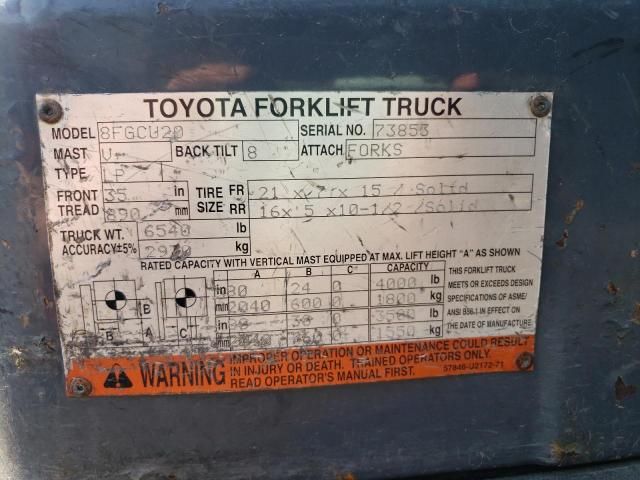 TOYOTA FORKLIFT TRUCK
MODEL 8FGCU20 SERIAL NO. 73853
MAST V BACK TILT 8 ° ATTACH FORKS
TYPE LP
FRONT TREAD 35 in 890 mm
TIRE SIZE FR 21 x 7 x 15 / Solid
RR 16x 5 x10-1/2 /Solid
TRUCK WT. 6540 lb
ACCURACY±5% kg
RATED CAPACITY WITH VERTICAL MAST EQUIPPED AT MAX. LIFT HEIGHT "A" AS SHOWN
A B C CAPACITY
in 80 24 0 4000 lb
mm 2040 600 0 1800 kg
in 30 0 3500 lb
mm 0 1550 kg
B A C
E B
THIS FORKLIFT TRUCK
MEETS OR EXCEEDS DESIGN
SPECIFICATIONS OF ASME/
ANSI B56.1 IN EFFECT ON
THE DATE OF MANUFACTURE
WARNING
IMPROPER OPERATION OR MAINTENANCE COULD RESULT
IN INJURY OR DEATH. TRAINED OPERATORS ONLY.
READ OPERATOR'S MANUAL FIRST.
57846-U2172-71